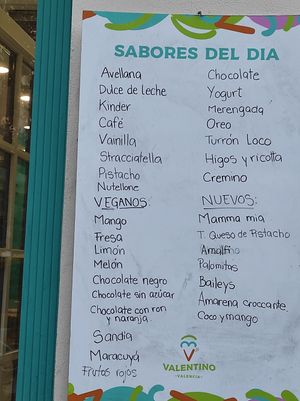 SABORES DEL DIA
Avellana
Dulce de leche
Kinder
Café
Vainilla
Stracciatella
Pistacho
Nutellone
VEGANOS:
Mango
Fresa
Limón
Melón
Chocolate negro
Chocolate sin azúcar
Chocolate con ron
y naranja.
Sandia
Maracuyá
Frutos rojos
Chocolate
Yogurt
Merengada
Oreo
Turrón Loco
Higos y ricotta
Cremino
NUEVOS:
Mamma mia
T. Queso de Pistacho
Amalfino
Palomitas
Baileys
Amarena croccante.
Coco y mango
VALENTINO
VALENCIA